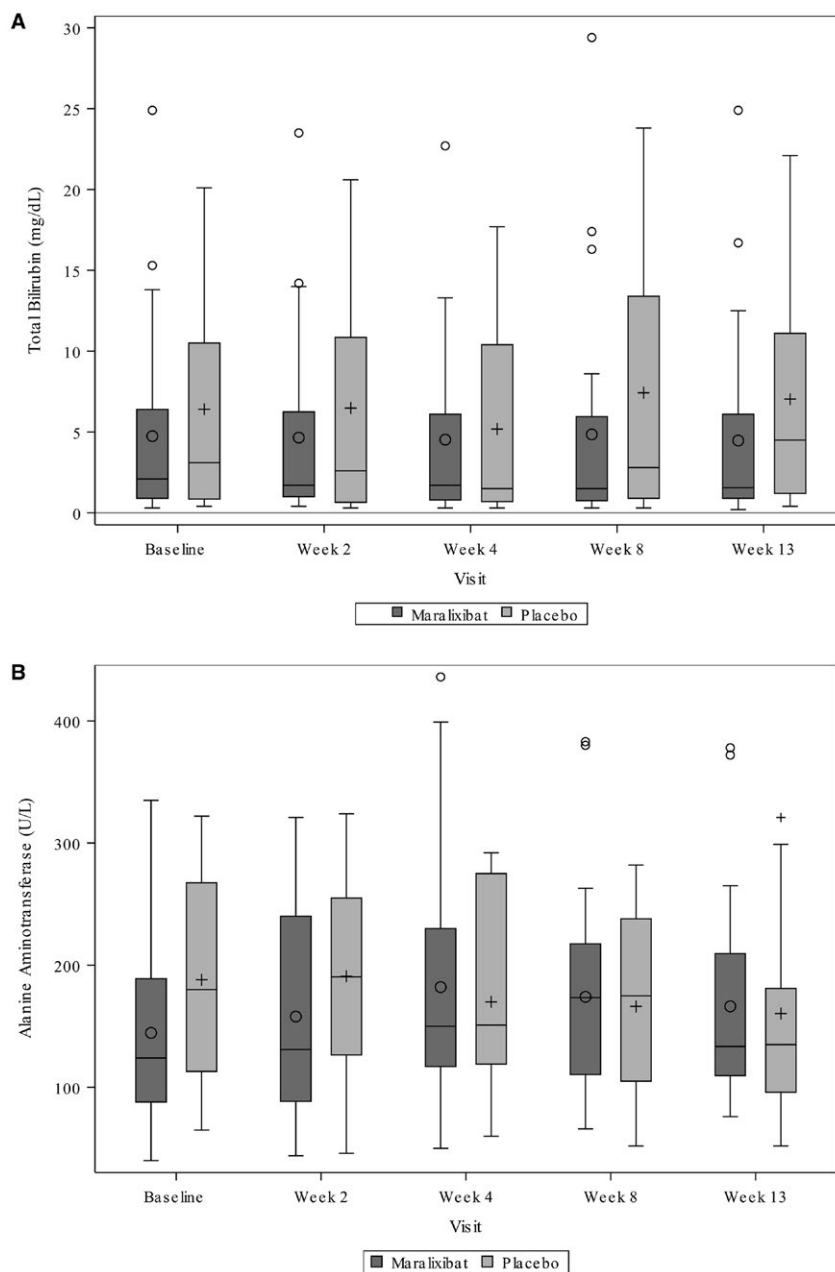 A
30
25
20
15
10
5
0
Total Bilirubin (mg/dL)
Baseline Week 2 Week 4 Week 8 Week 13
Visit
Maralixibat Placebo
B
400
300
200
100
Alanine Aminotransferase (U/L)
Baseline Week 2 Week 4 Week 8 Week 13
Visit
Maralixibat Placebo